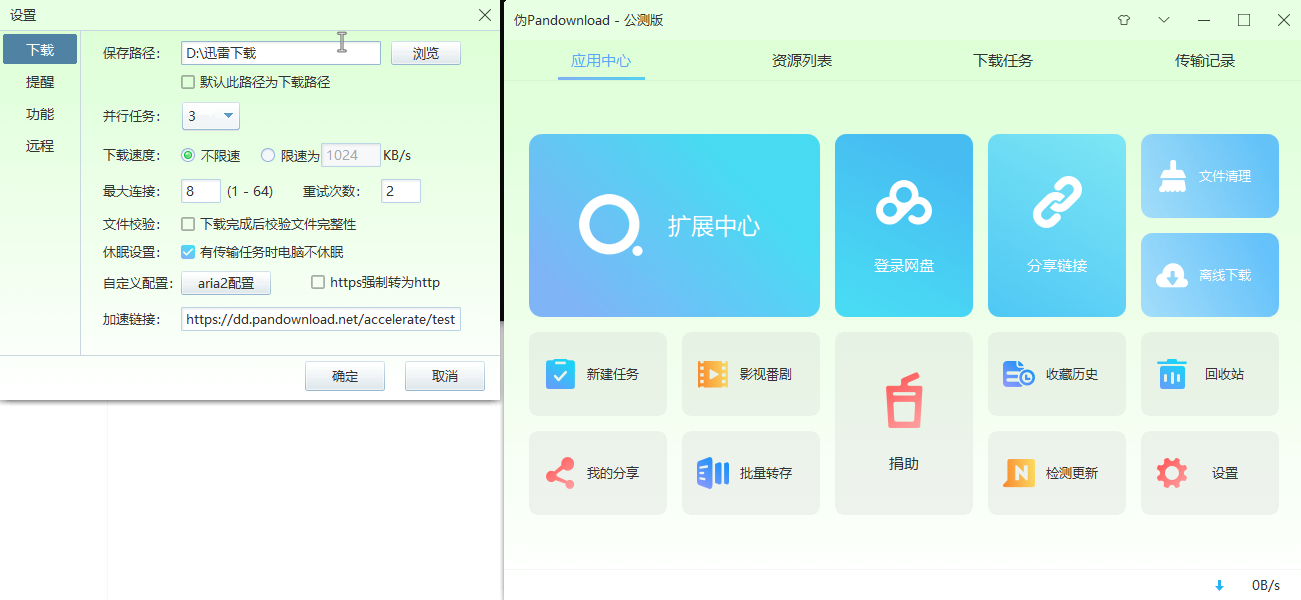 设置
下载
提醒
功能
远程
保存路径： D:\迅雷下载 浏览
默认此路径为下载路径
并行任务： 3
下载速度： 不限速 限速为 1024 KB/s
最大连接： 8 (1 - 64) 重试次数： 2
文件校验： 下载完成后校验文件完整性
休眠设置： 有传输任务时电脑不休眠
自定义配置： aria2配置 https强制转为http
加速链接： https://dd.pandownload.net/accelerate/test
确定 取消
伪Pandownload - 公测版
应用中心 资源列表 下载任务 传输记录
扩展中心
登录网盘
分享链接
文件清理
离线下载
新建任务 影视番剧 捐助 收藏历史 回收站
我的分享 批量转存 检测更新 设置
0B/s